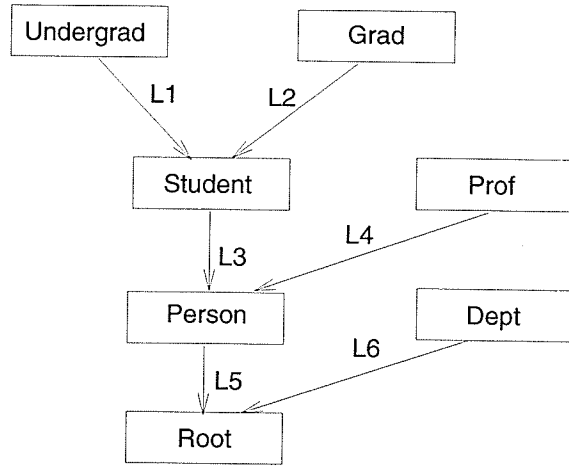 Undergrad
Grad
L1
L2
Student
Prof
L3
L4
Person
Dept
L5
L6
Root